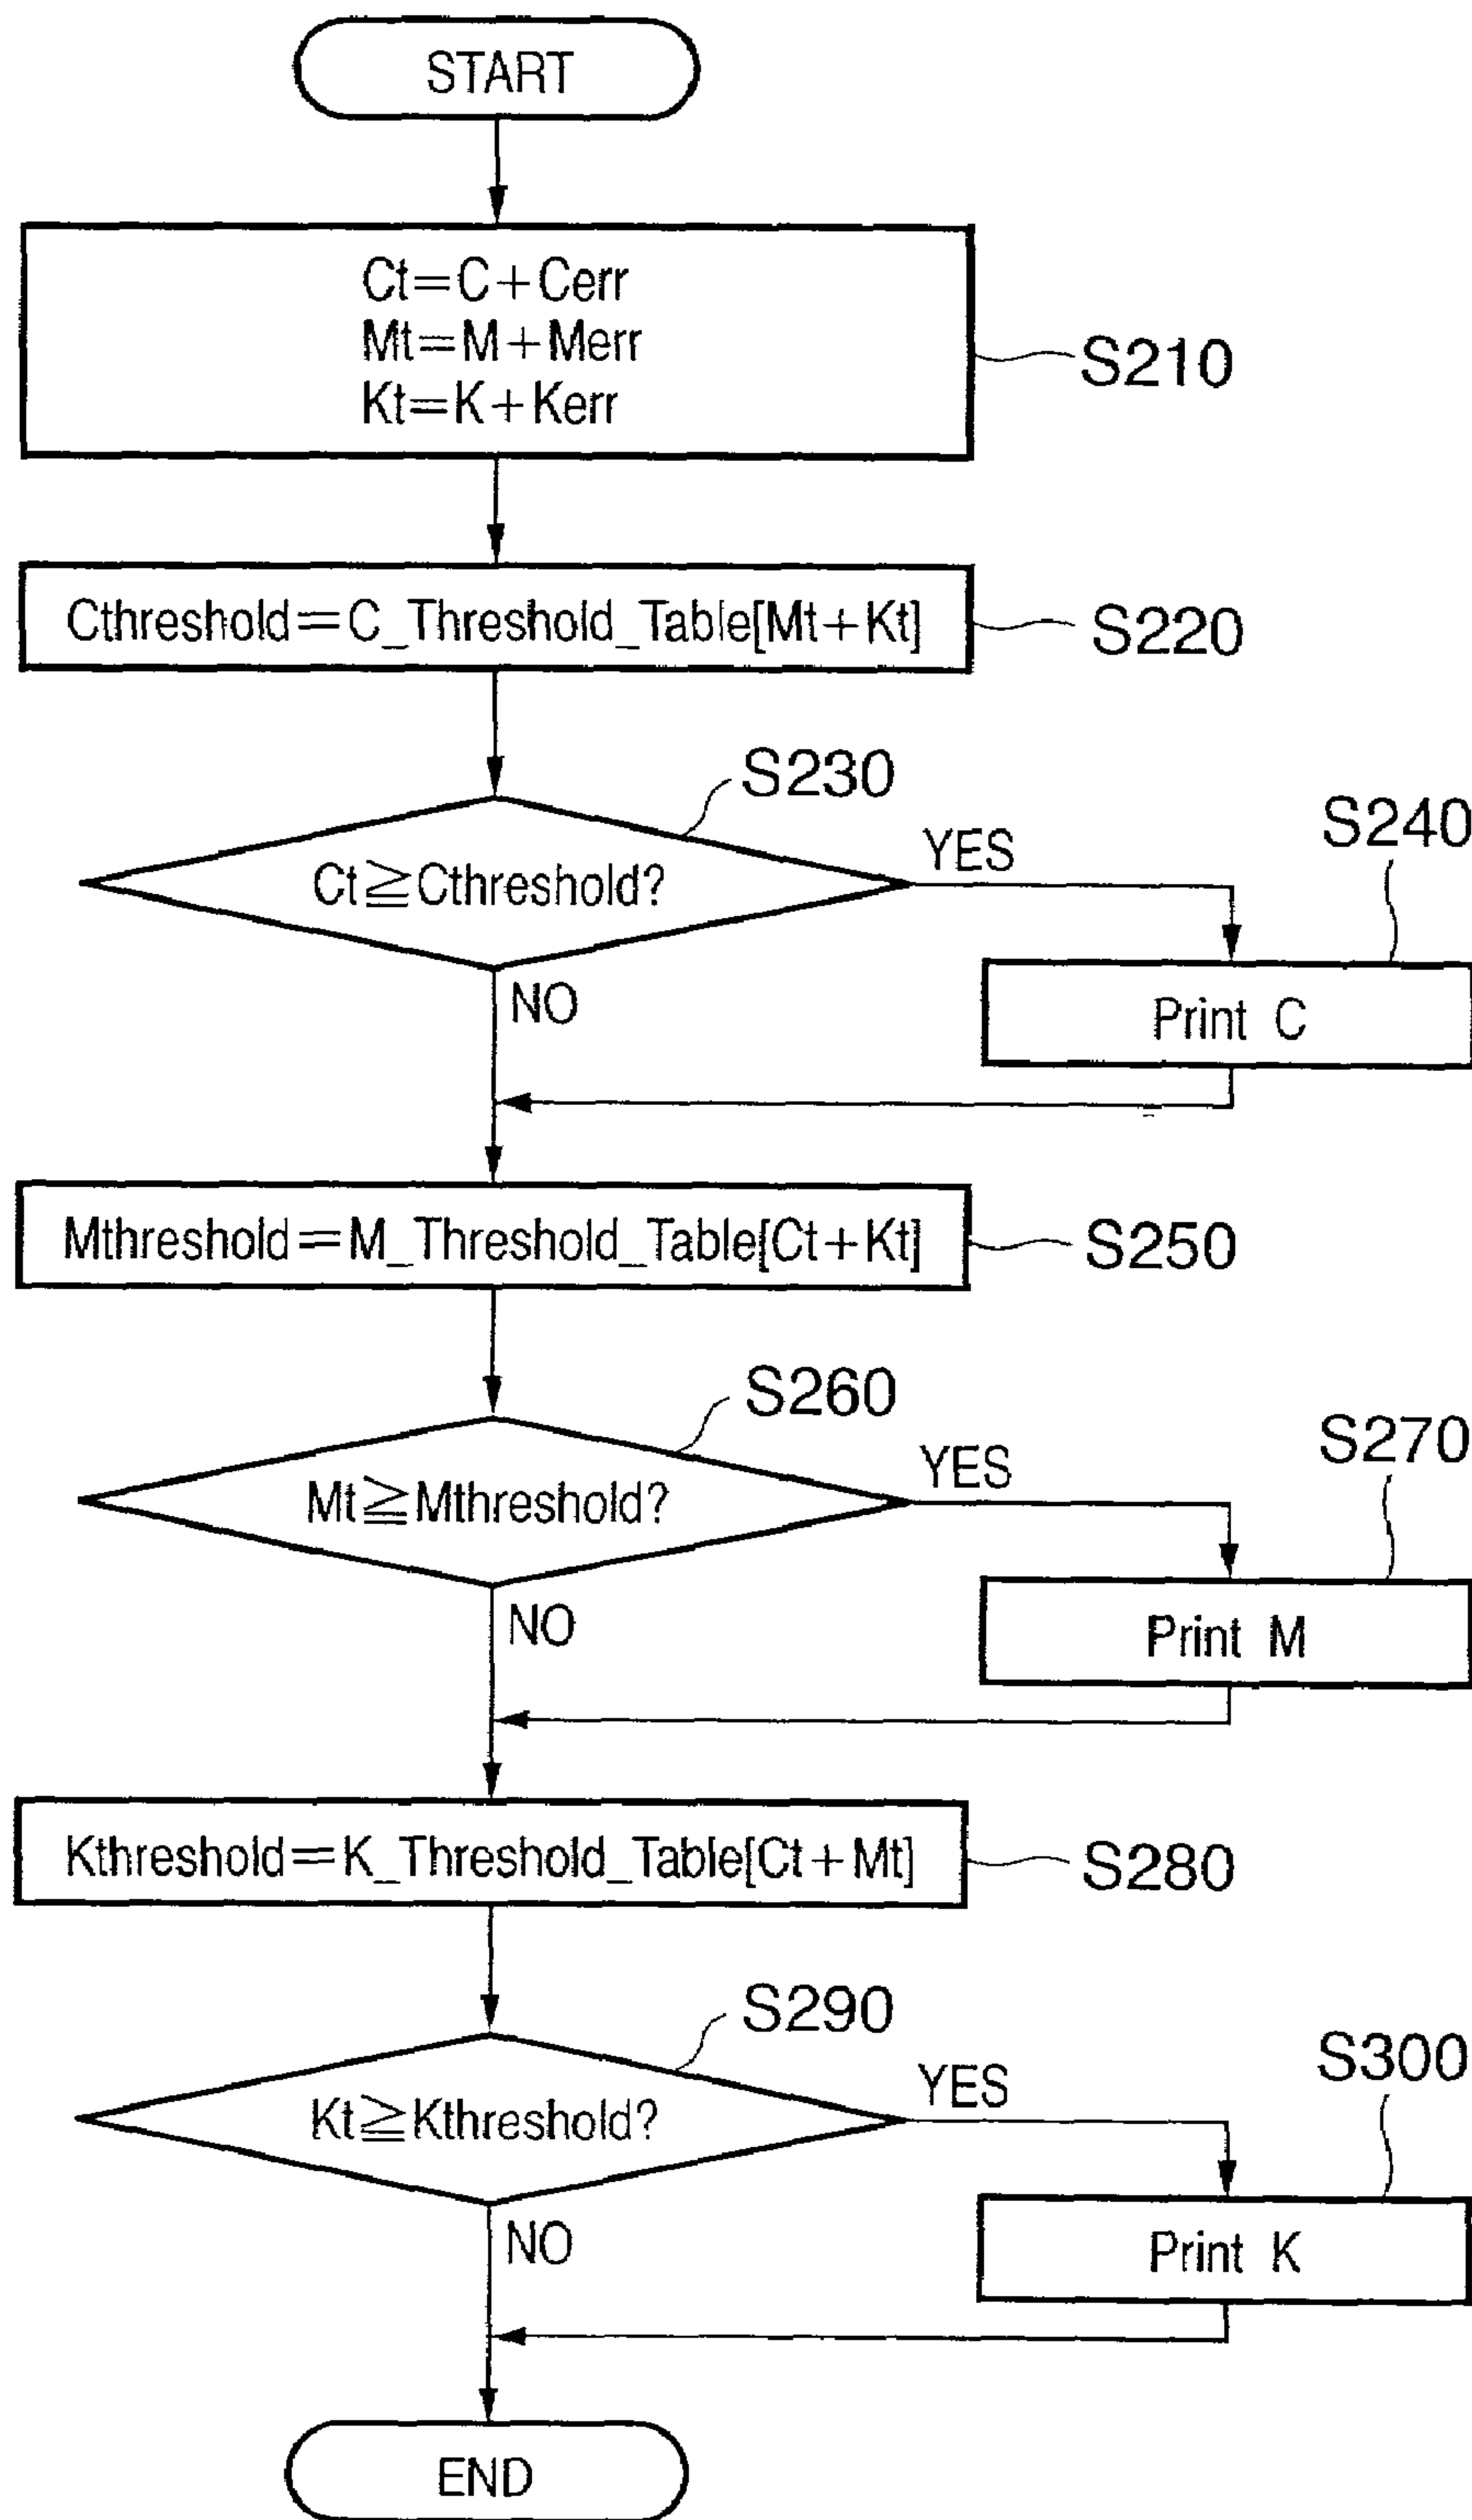 START
Ct=C+Cerr
Mt=M+Merr
Kt=K+Kerr
S210
Cthreshold=C_Threshold_Table[Mt+Kt]
S220
S230
Ct≧Cthreshold?
YES
S240
Print C
NO
Mthreshold=M_Threshold_Table[Ct+Kt]
S250
S260
Mt≧Mthreshold?
YES
S270
Print M
NO
Kthreshold=K_Threshold_Table[Ct+Mt]
S280
S290
Kt≧Kthreshold?
YES
S300
Print K
NO
END